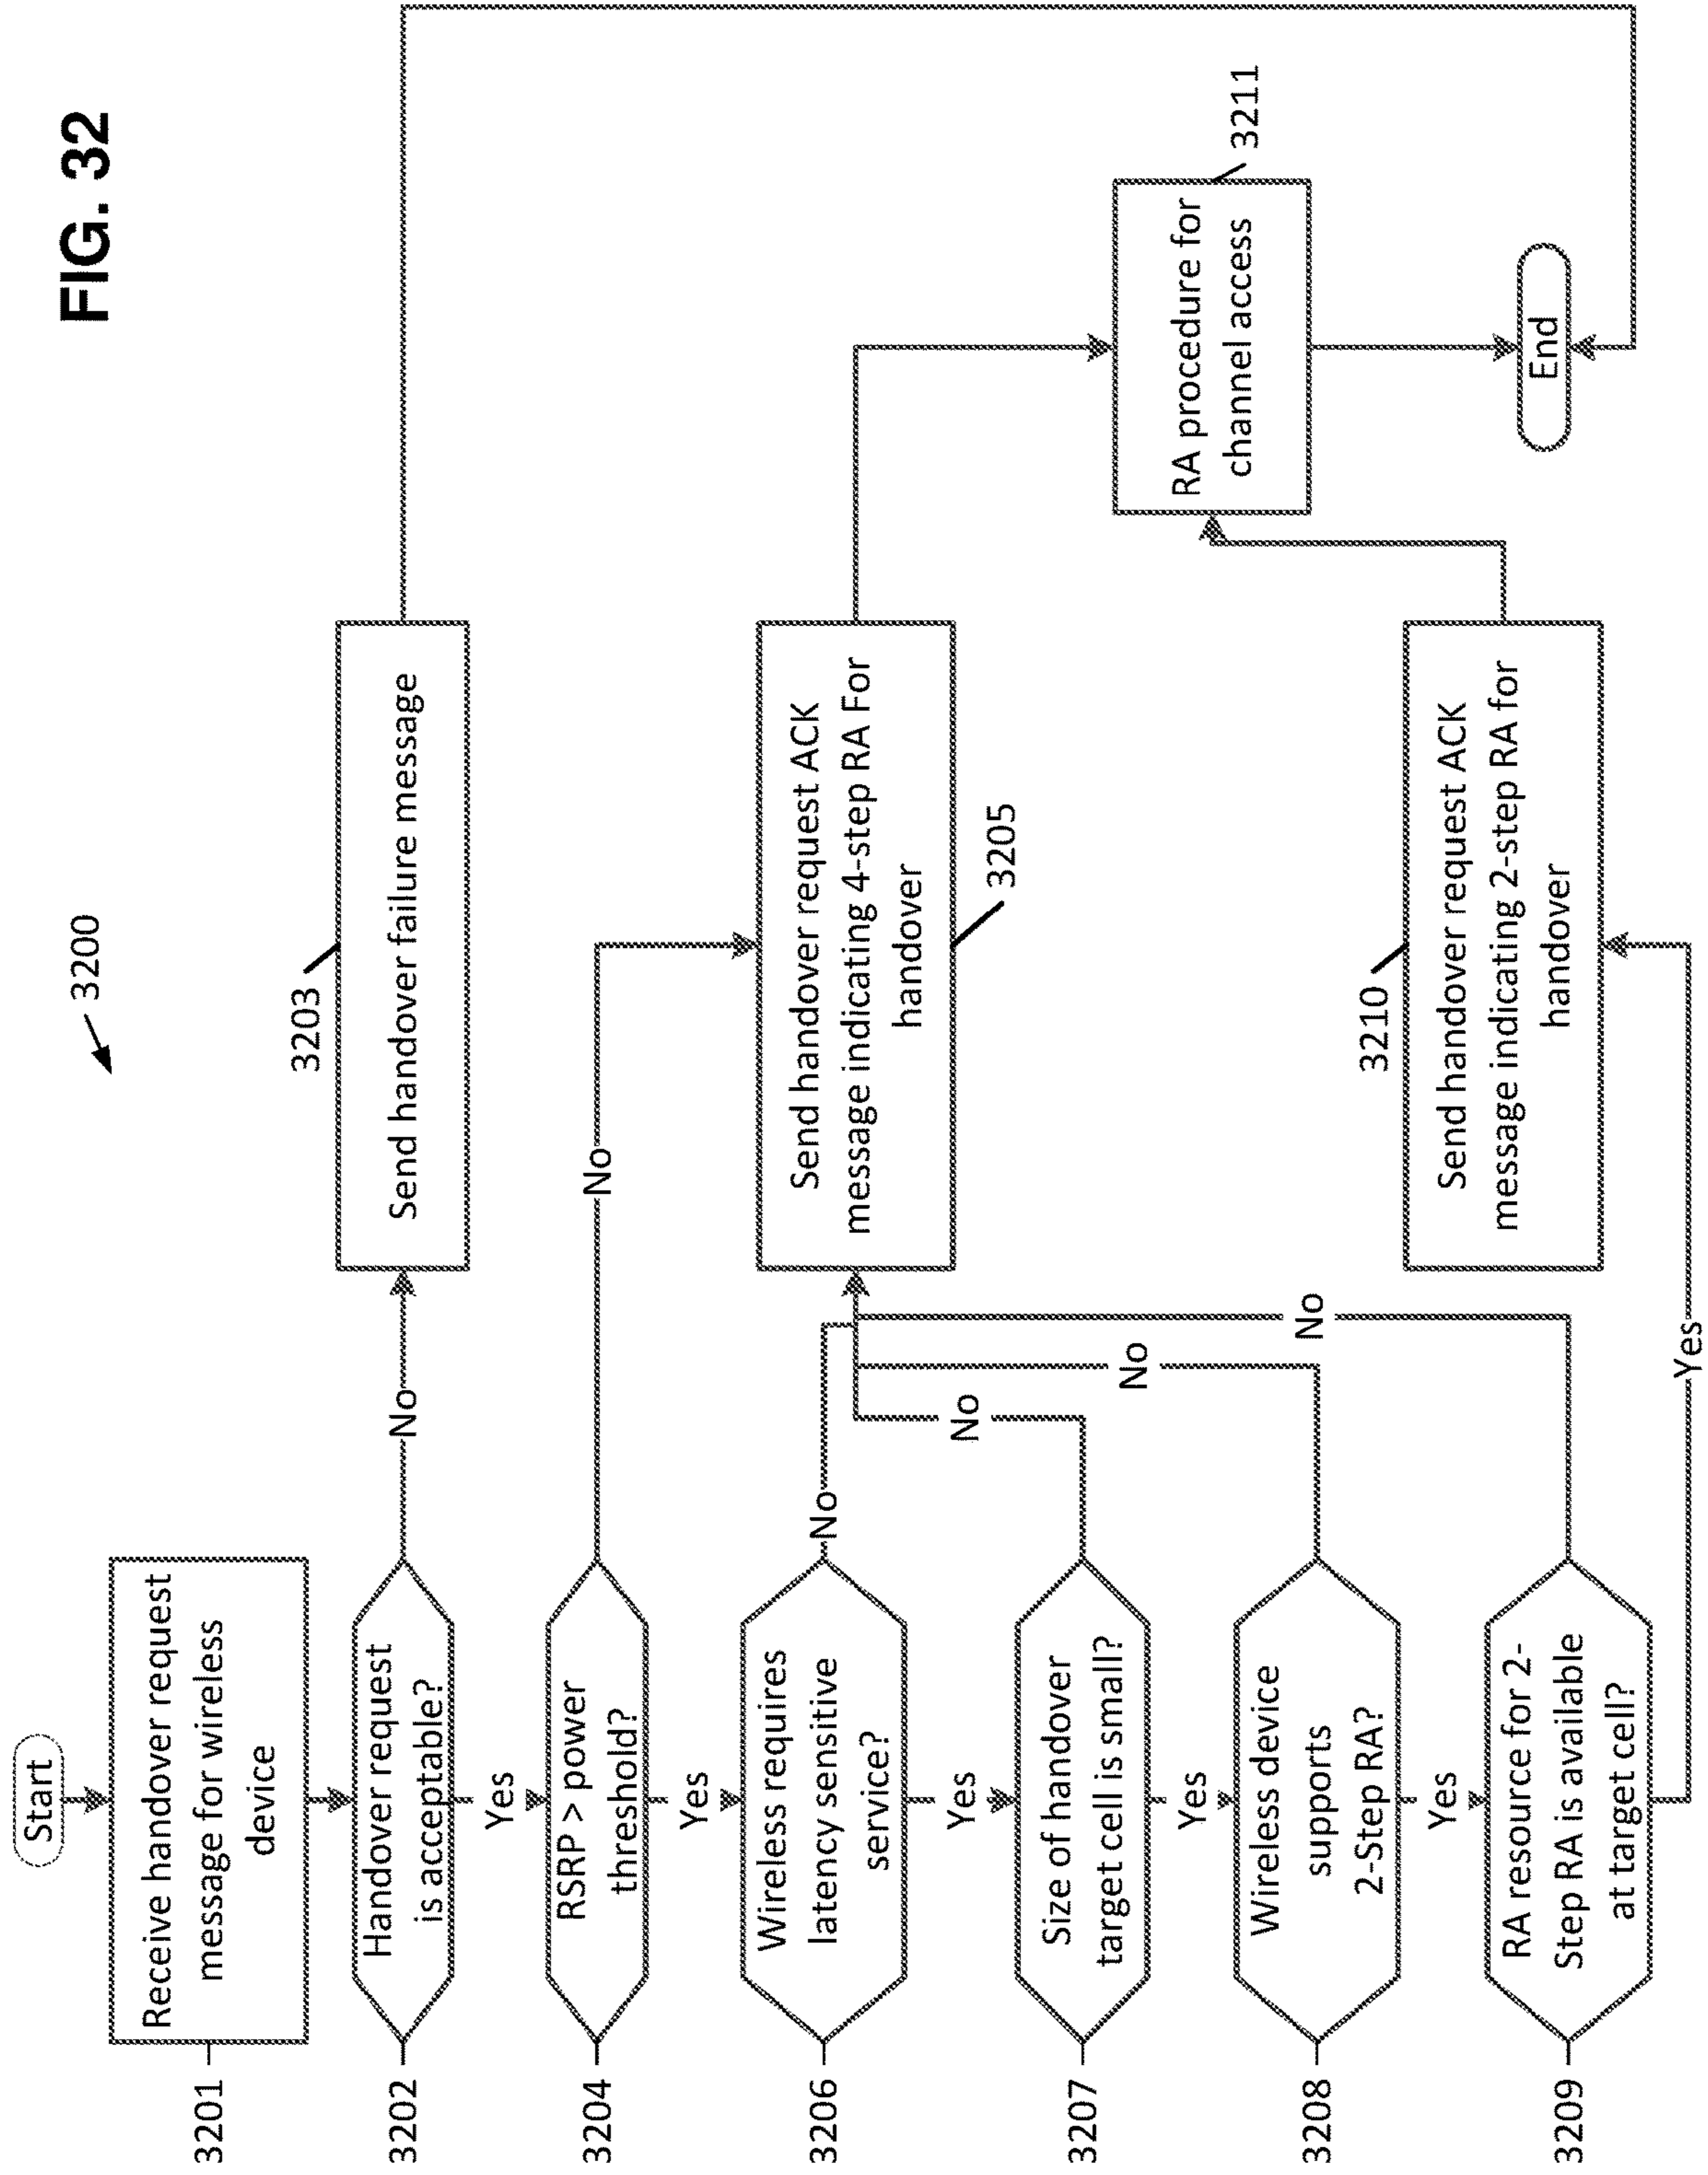 FIG. 32
3200
Start
3201
Receive handover request
message for wireless
device
3202
Handover request
is acceptable?
No
3203
Send handover failure message
Yes
3204
RSRP > power
threshold?
No
Yes
3206
Wireless requires
latency sensitive
service?
No
Send handover request ACK
message indicating 4-step RA For
handover
3205
Yes
3207
Size of handover
target cell is small?
No
Yes
3208
Wireless device
supports
2-Step RA?
No
Yes
3209
RA resource for 2-
Step RA is available
at target cell?
No
Yes
3210
Send handover request ACK
message indicating 2-step RA for
handover
RA procedure for
channel access
3211
End